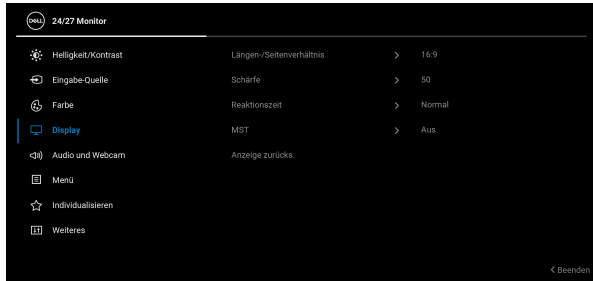 DELL 24/27 Monitor
Helligkeit/Kontrast Längen-/Seitenverhältnis > 16:9
Eingabe-Quelle Schärfe > 50
Farbe Reaktionszeit > Normal
Display MST > Aus
Audio und Webcam Anzeige zurücks.
Menü
Individualisieren
Weiteres
< Beenden